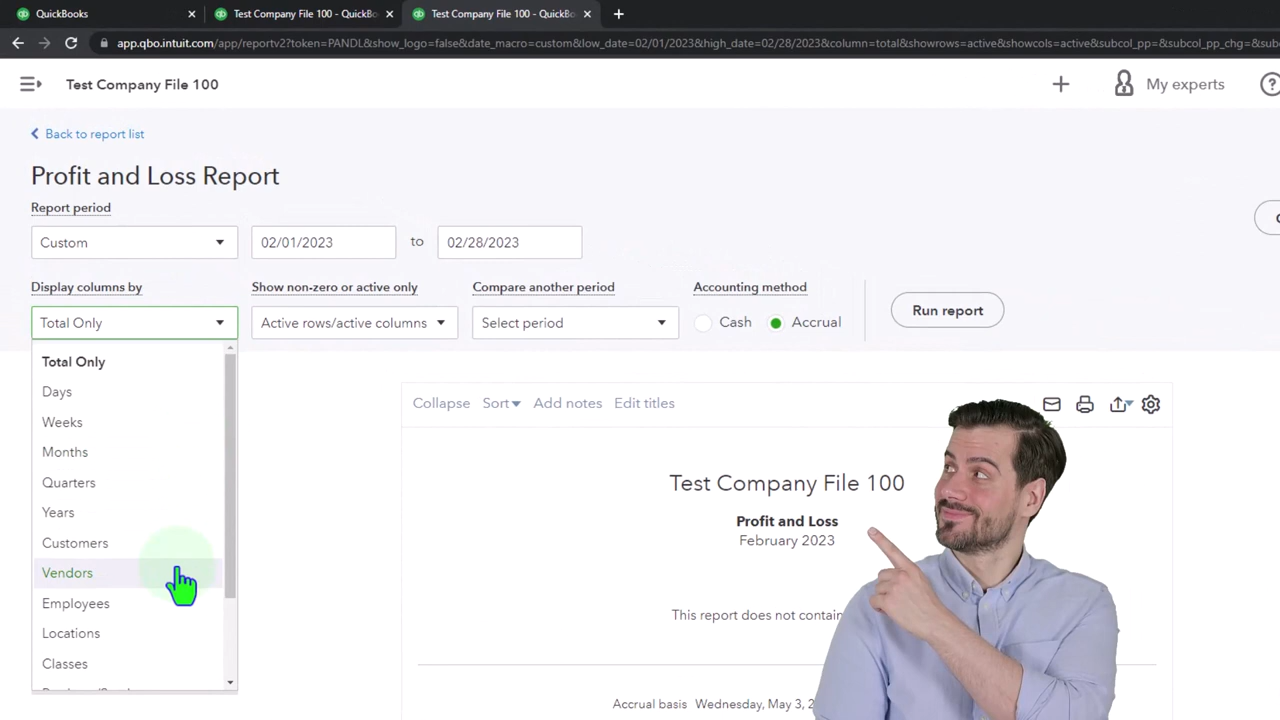 QuickBooks
Test Company File 100 - QuickBo
Test Company File 100 - QuickBo
app.qbo.intuit.com/app/reportv2?token=PANDL&show_logo=false&date_macro=custom&low_date=02/01/2023&high_date=02/28/2023&column=total&showrows=active&showcols=active&subcol_pp=&subcol_pp_chg=&sub
Test Company File 100
My experts
Back to report list
Profit and Loss Report
Report period
Custom
02/01/2023
to
02/28/2023
Display columns by
Show non-zero or active only
Compare another period
Accounting method
Total Only
Active rows/active columns
Select period
Cash
Accrual
Run report
Total Only
Days
Weeks
Months
Quarters
Years
Customers
Vendors
Employees
Locations
Classes
Collapse
Sort
Add notes
Edit titles
Test Company File 100
Profit and Loss
February 2023
This report does not contain
Accrual basis Wednesday, May 3, 2